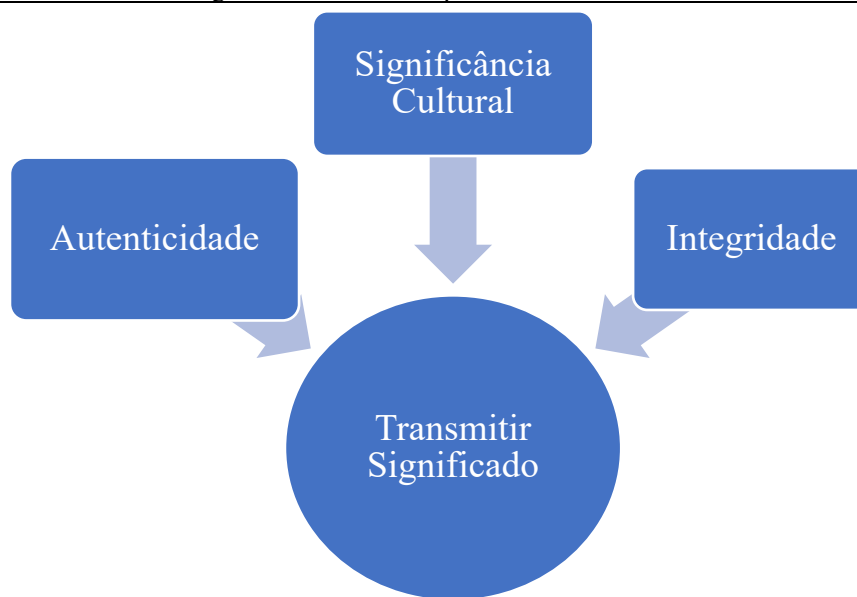 Significância
Cultural
Autenticidade
Integridade
Transmitir
Significado